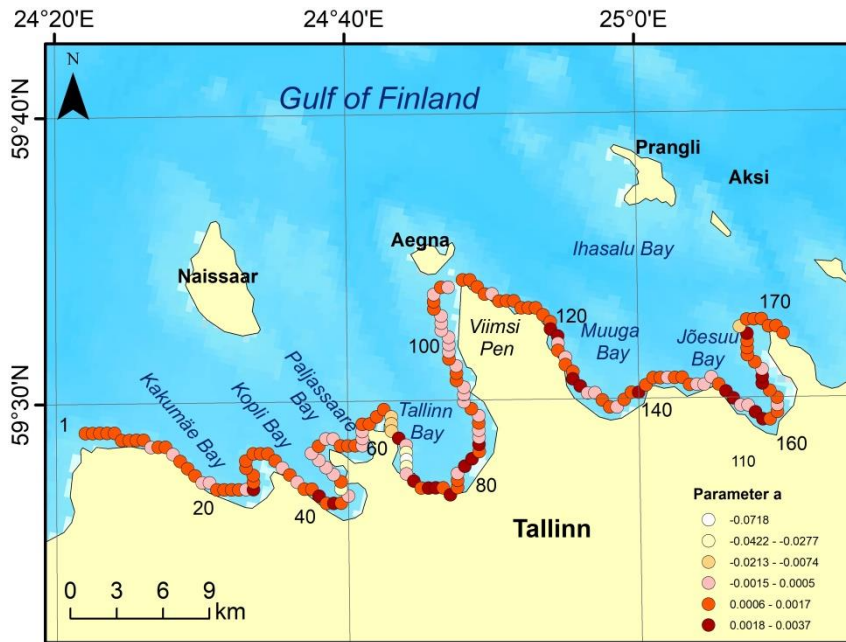 24°20'E
24°40'E
25°0'E
N
59°40'N
Gulf of Finland
Prangli
Aksi
Aegna
Ihasalu Bay
Naissaar
170
120
Viimsi
Pen
100
Muuga
Bay
Jõesuu
Bay
Paljassaare
Bay
Kopli Bay
Kakumäe Bay
59°30'N
Tallinn
Bay
1
60
140
160
110
20
40
80
Tallinn
Parameter a
-0.0718
-0.0422 - -0.0277
-0.0213 - -0.0074
-0.0015 - 0.0005
0.0006 - 0.0017
0.0018 - 0.0037
0 3 6 9
km